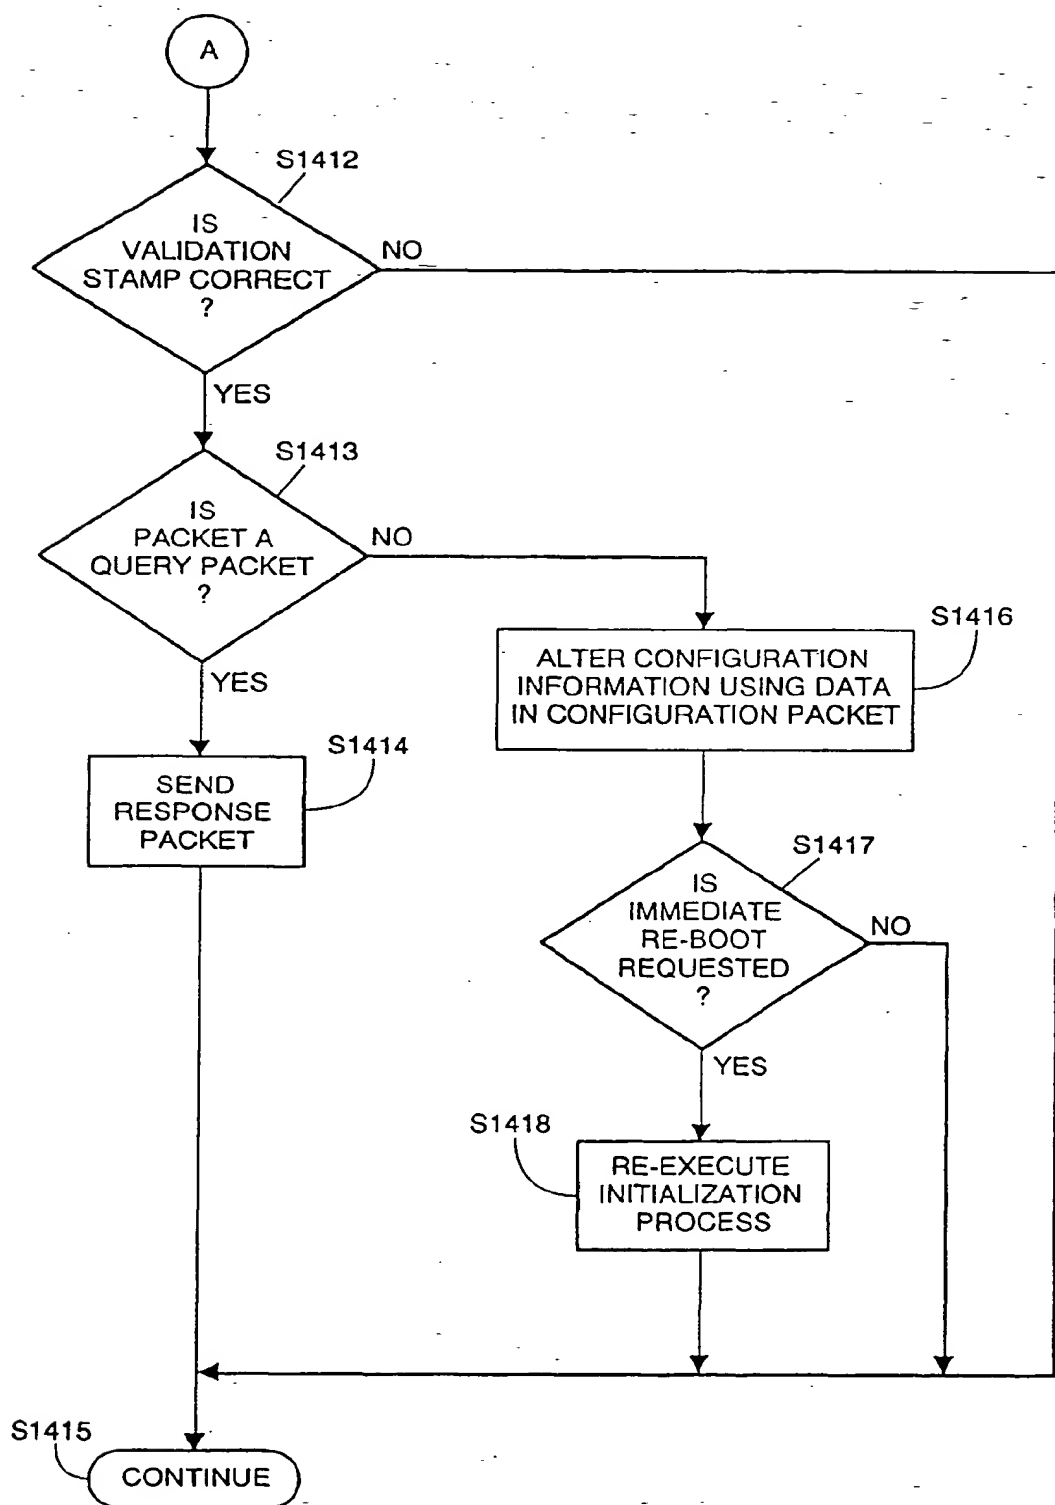 A
S1412
IS
VALIDATION
STAMP CORRECT
?
NO
YES
S1413
IS
PACKET A
QUERY PACKET
?
NO
YES
S1416
ALTER CONFIGURATION
INFORMATION USING DATA
IN CONFIGURATION PACKET
S1414
SEND
RESPONSE
PACKET
S1417
IS
IMMEDIATE
RE-BOOT
REQUESTED
?
NO
YES
S1418
RE-EXECUTE
INITIALIZATION
PROCESS
S1415
CONTINUE